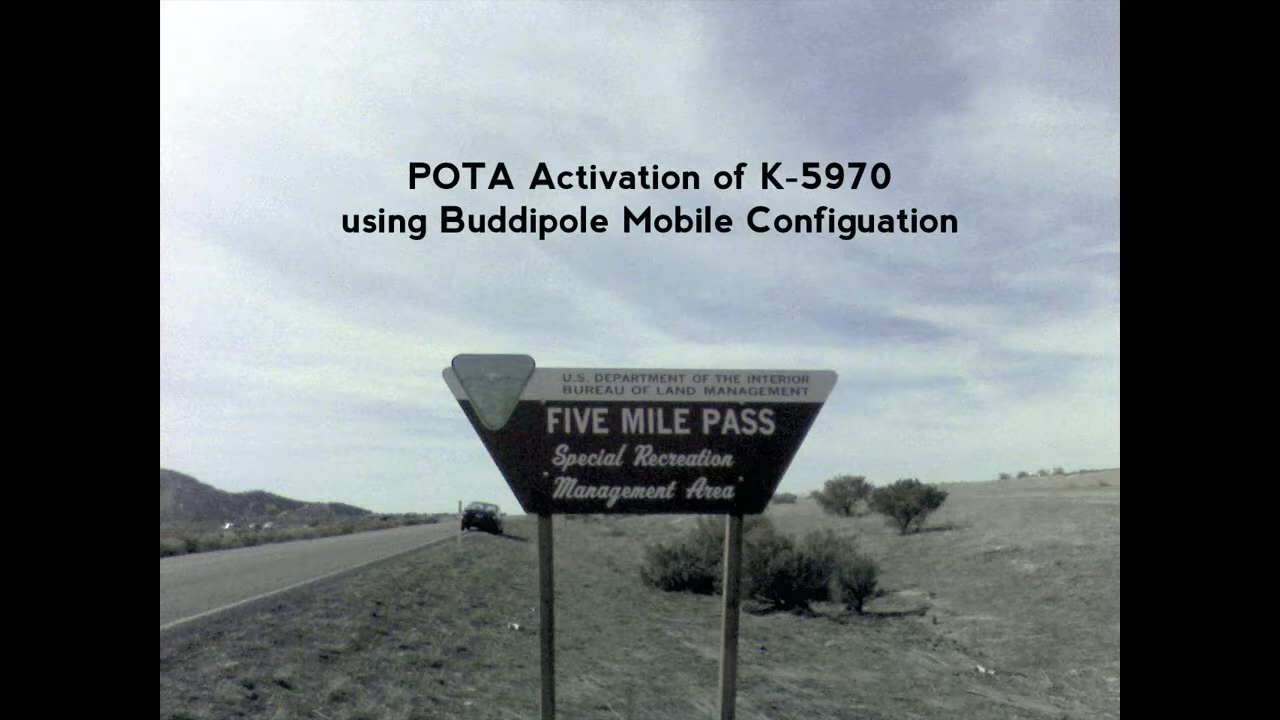 POTA Activation of K-5970
using Buddipole Mobile Configuation
U.S. DEPARTMENT OF THE INTERIOR
BUREAU OF LAND MANAGEMENT
FIVE MILE PASS
Special Recreation
Management Area